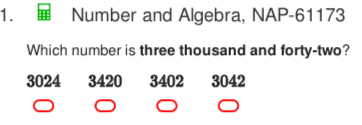 1. Number and Algebra, NAP-61173
Which number is three thousand and forty-two?
3024 3420 3402 3042